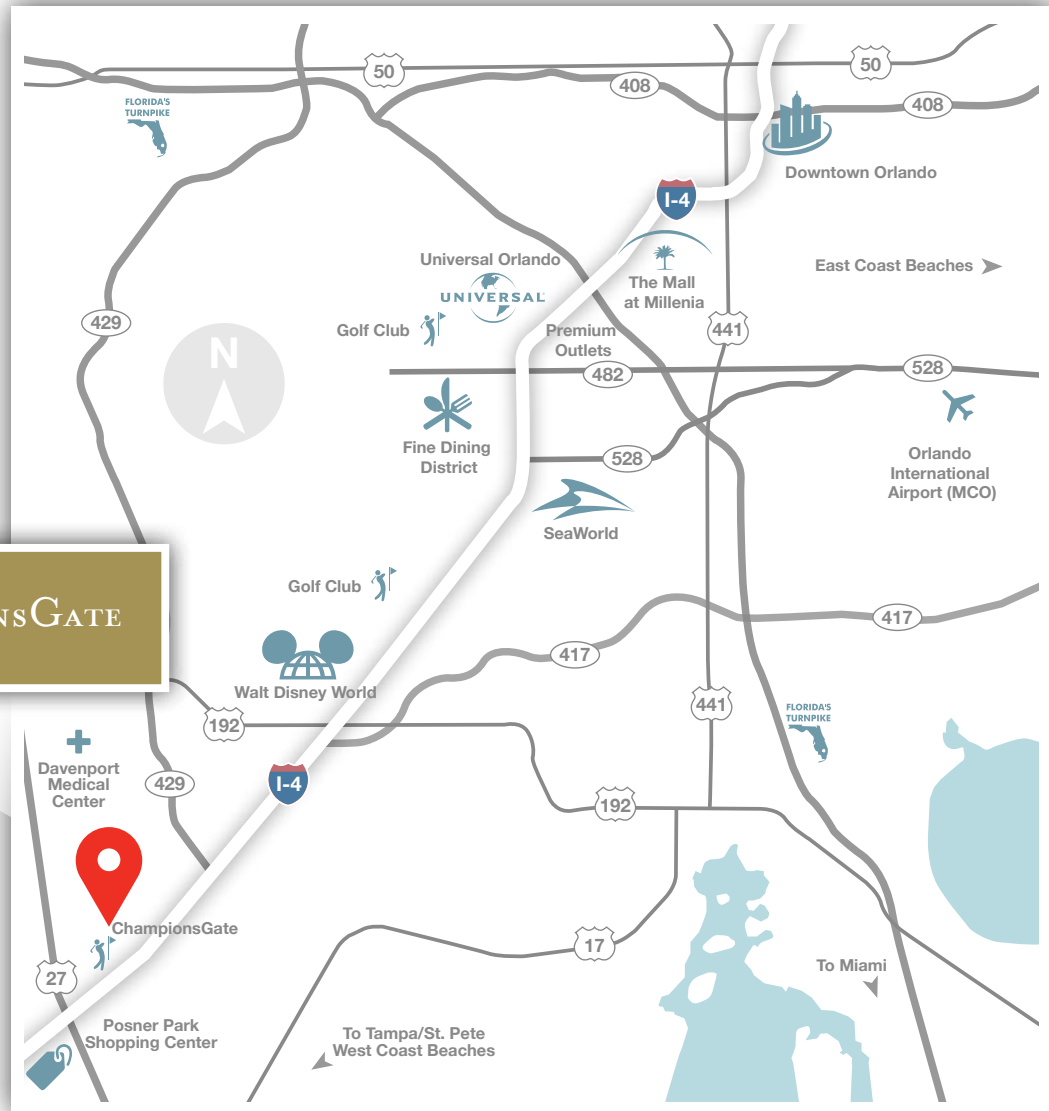 50
50
408
408
FLORIDA'S
TURNPIKE
Downtown Orlando
I-4
Universal Orlando
UNIVERSAL
East Coast Beaches
The Mall
at Millenia
429
Golf Club
441
N
Premium
Outlets
482
528
Fine Dining
District
528
Orlando
International
Airport (MCO)
SeaWorld
Golf Club
NSGATE
417
417
Walt Disney World
192
441
FLORIDA'S
TURNPIKE
Davenport
Medical
Center
429
I-4
192
ChampionsGate
17
27
To Miami
Posner Park
Shopping Center
To Tampa/St. Pete
West Coast Beaches